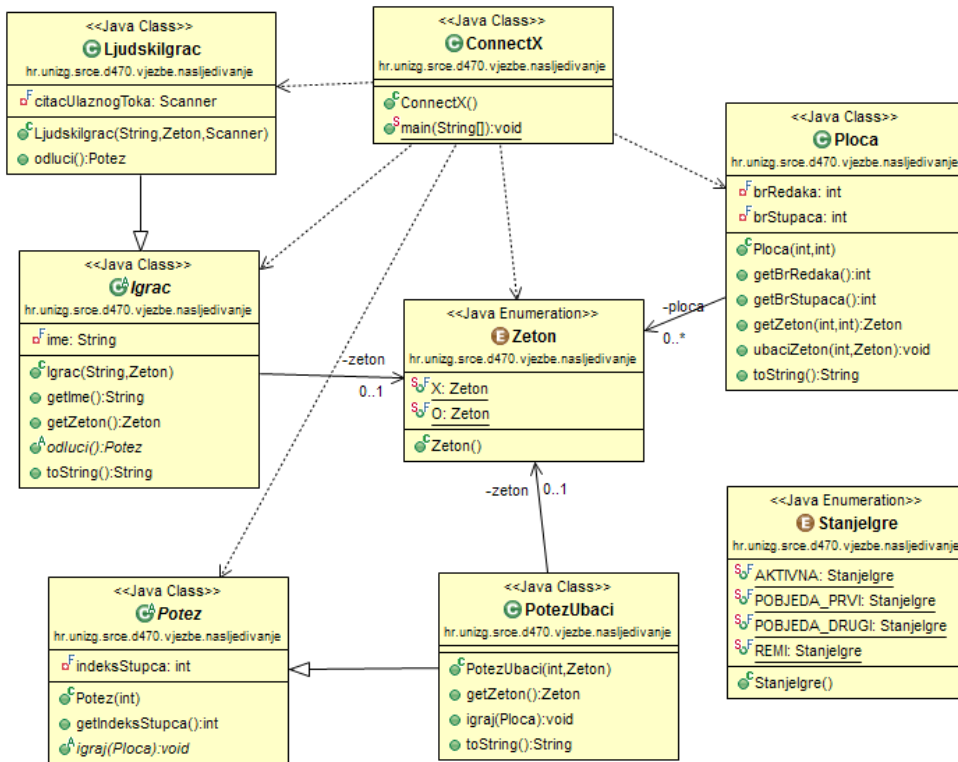 <<Java Class>>
LjudskiIgrac
hr.unizg.srce.d470.vjezbe.nasljedivanje
citacUlaznogToka: Scanner
LjudskiIgrac(String,Zeton,Scanner)
odluci():Potez
<<Java Class>>
ConnectX
hr.unizg.srce.d470.vjezbe.nasljedivanje
ConnectX()
main(String[]):void
<<Java Class>>
Ploca
hr.unizg.srce.d470.vjezbe.nasljedivanje
brRedaka: int
brStupaca: int
Ploca(int,int)
getBrRedaka():int
getBrStupaca():int
getZeton(int,int):Zeton
ubaciZeton(int,Zeton):void
toString():String
<<Java Class>>
Igrac
hr.unizg.srce.d470.vjezbe.nasljedivanje
ime: String
Igrac(String,Zeton)
getIme():String
getZeton():Zeton
odluci():Potez
toString():String
-zeton
0..1
<<Java Enumeration>>
Zeton
hr.unizg.srce.d470.vjezbe.nasljedivanje
X: Zeton
O: Zeton
Zeton()
-ploca
0..*
-zeton
0..1
<<Java Class>>
Potez
hr.unizg.srce.d470.vjezbe.nasljedivanje
indeksStupca: int
Potez(int)
getIndeksStupca():int
igraj(Ploca):void
<<Java Class>>
PotezUbaci
hr.unizg.srce.d470.vjezbe.nasljedivanje
PotezUbaci(int,Zeton)
getZeton():Zeton
igraj(Ploca):void
toString():String
<<Java Enumeration>>
StanjeIgre
hr.unizg.srce.d470.vjezbe.nasljedivanje
AKTIVNA: StanjeIgre
POBJEDA_PRVI: StanjeIgre
POBJEDA_DRUGI: StanjeIgre
REMI: StanjeIgre
StanjeIgre()